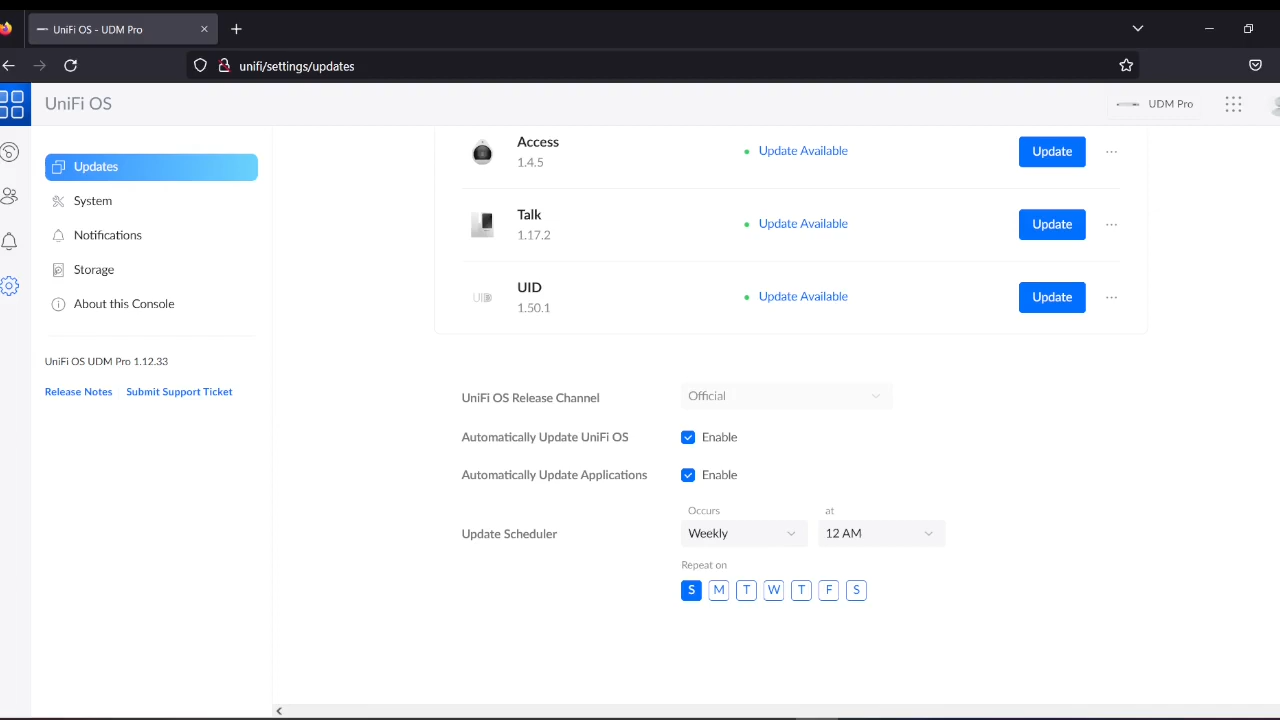 UniFi OS - UDM Pro
unifi/settings/updates
UniFi OS
UDM Pro
Updates
System
Notifications
Storage
About this Console
UniFi OS UDM Pro 1.12.33
Release Notes Submit Support Ticket
Access
1.4.5
Update Available
Update
Talk
1.17.2
Update Available
Update
UID
UID
1.50.1
Update Available
Update
UniFi OS Release Channel
Official
Automatically Update UniFi OS
Enable
Automatically Update Applications
Enable
Occurs at
Update Scheduler
Weekly
12 AM
Repeat on
S M T W T F S